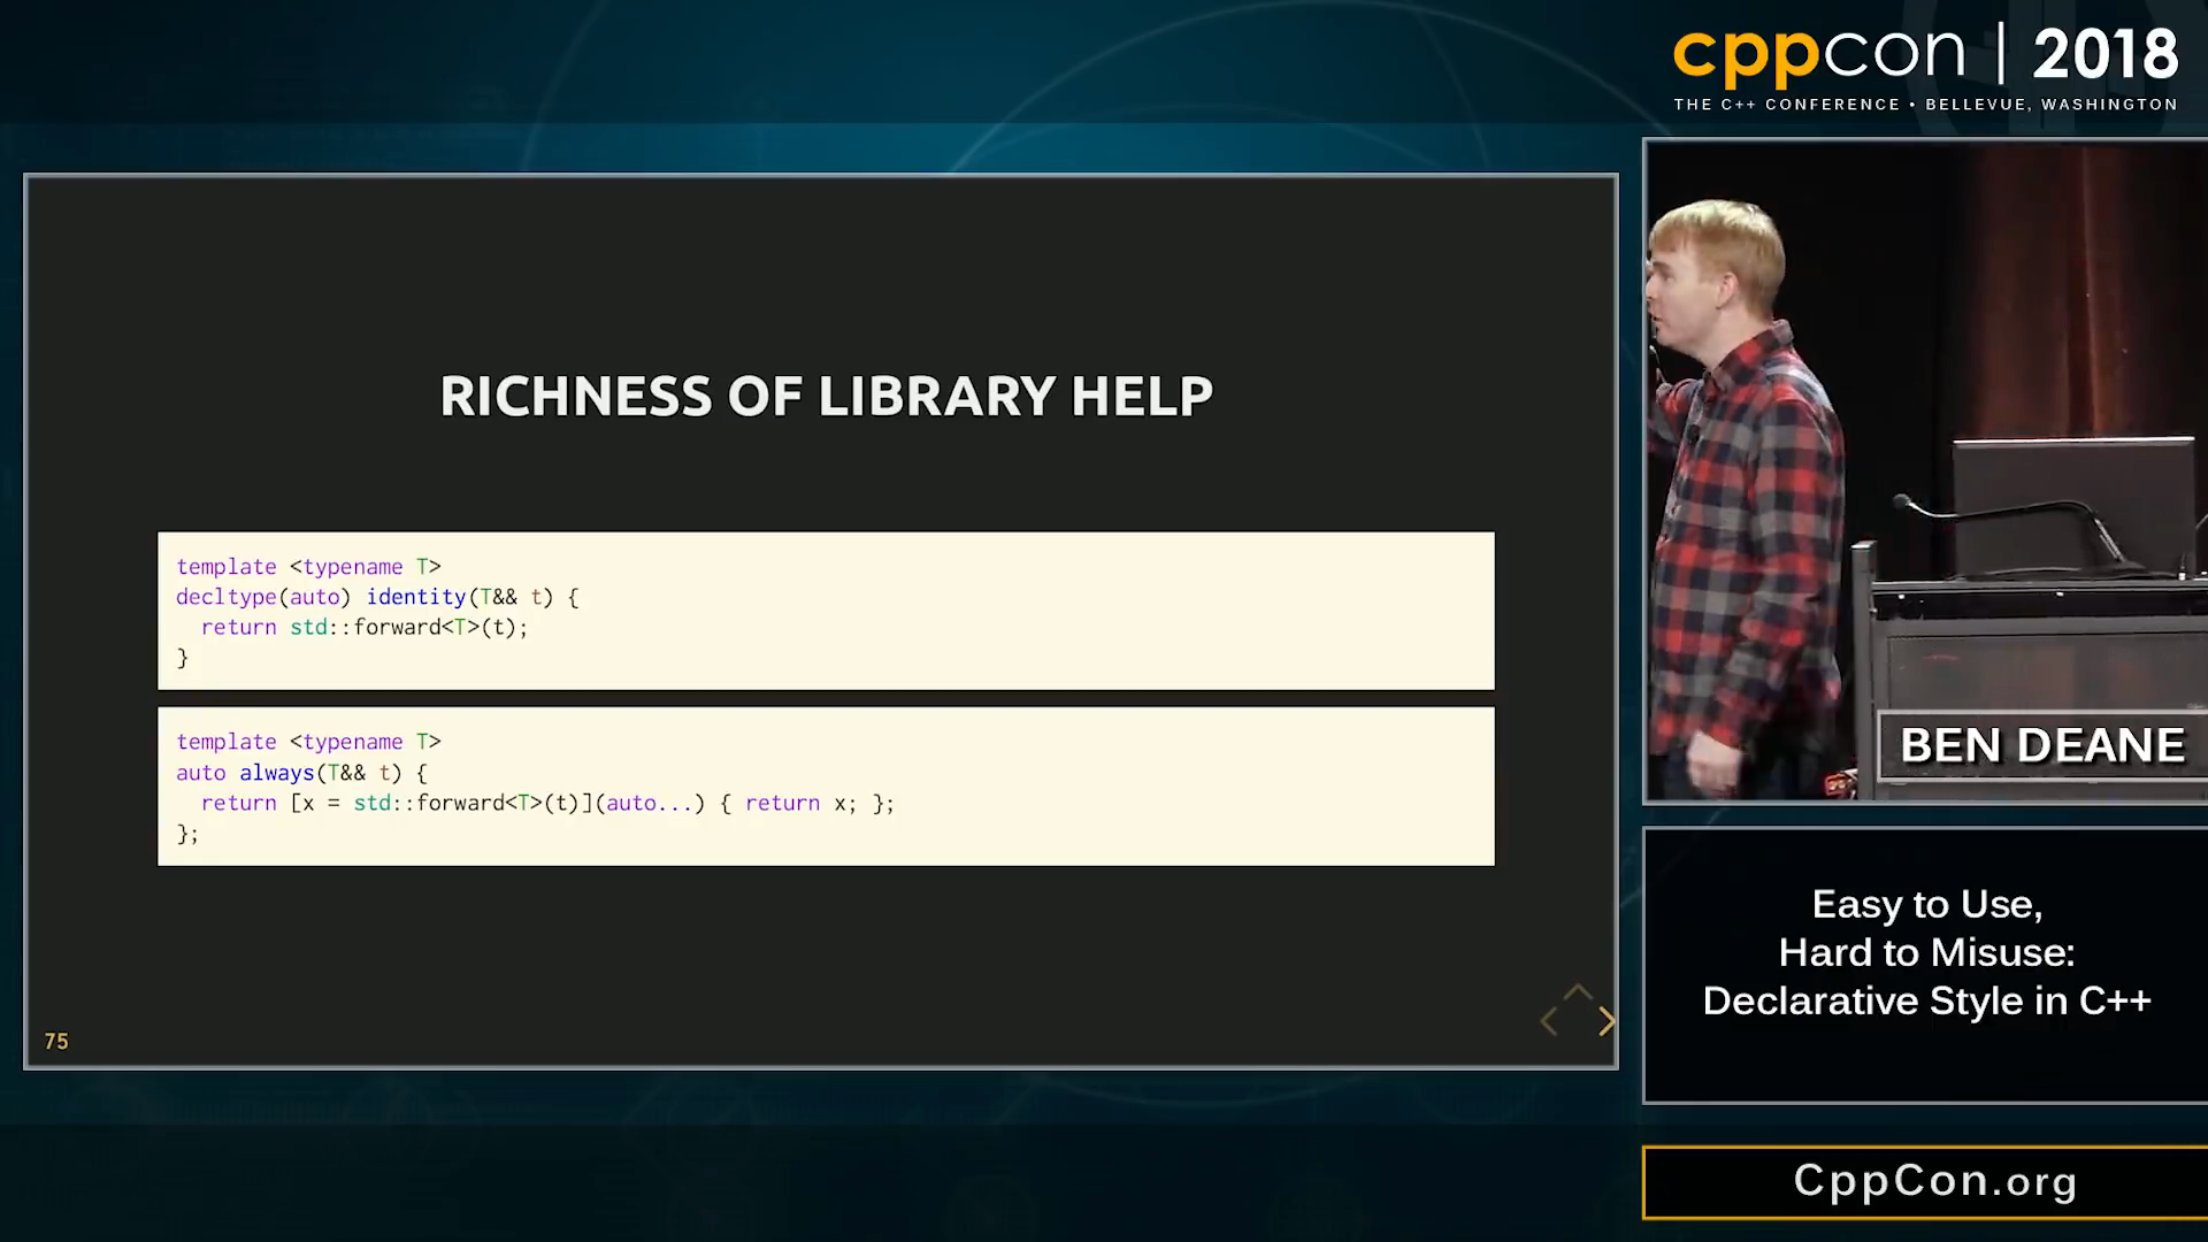 cppcon | 2018
THE C++ CONFERENCE • BELLEVUE, WASHINGTON
RICHNESS OF LIBRARY HELP
template <typename T>
decltype(auto) identity(T&& t) {
  return std::forward<T>(t);
}
template <typename T>
auto always(T&& t) {
  return [x = std::forward<T>(t)](auto...) { return x; };
};
75
BEN DEANE
Easy to Use,
Hard to Misuse:
Declarative Style in C++
CppCon.org